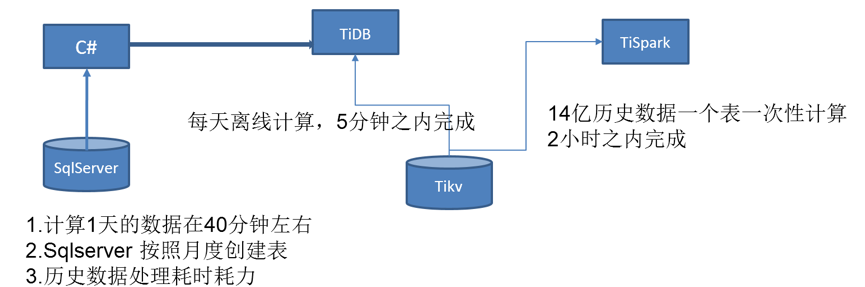 C#
TiDB
TiSpark
每天离线计算，5分钟之内完成
14亿历史数据一个表一次性计算
2小时之内完成
SqlServer
Tikv
1.计算1天的数据在40分钟左右
2.Sqlserver 按照月度创建表
3.历史数据处理耗时耗力